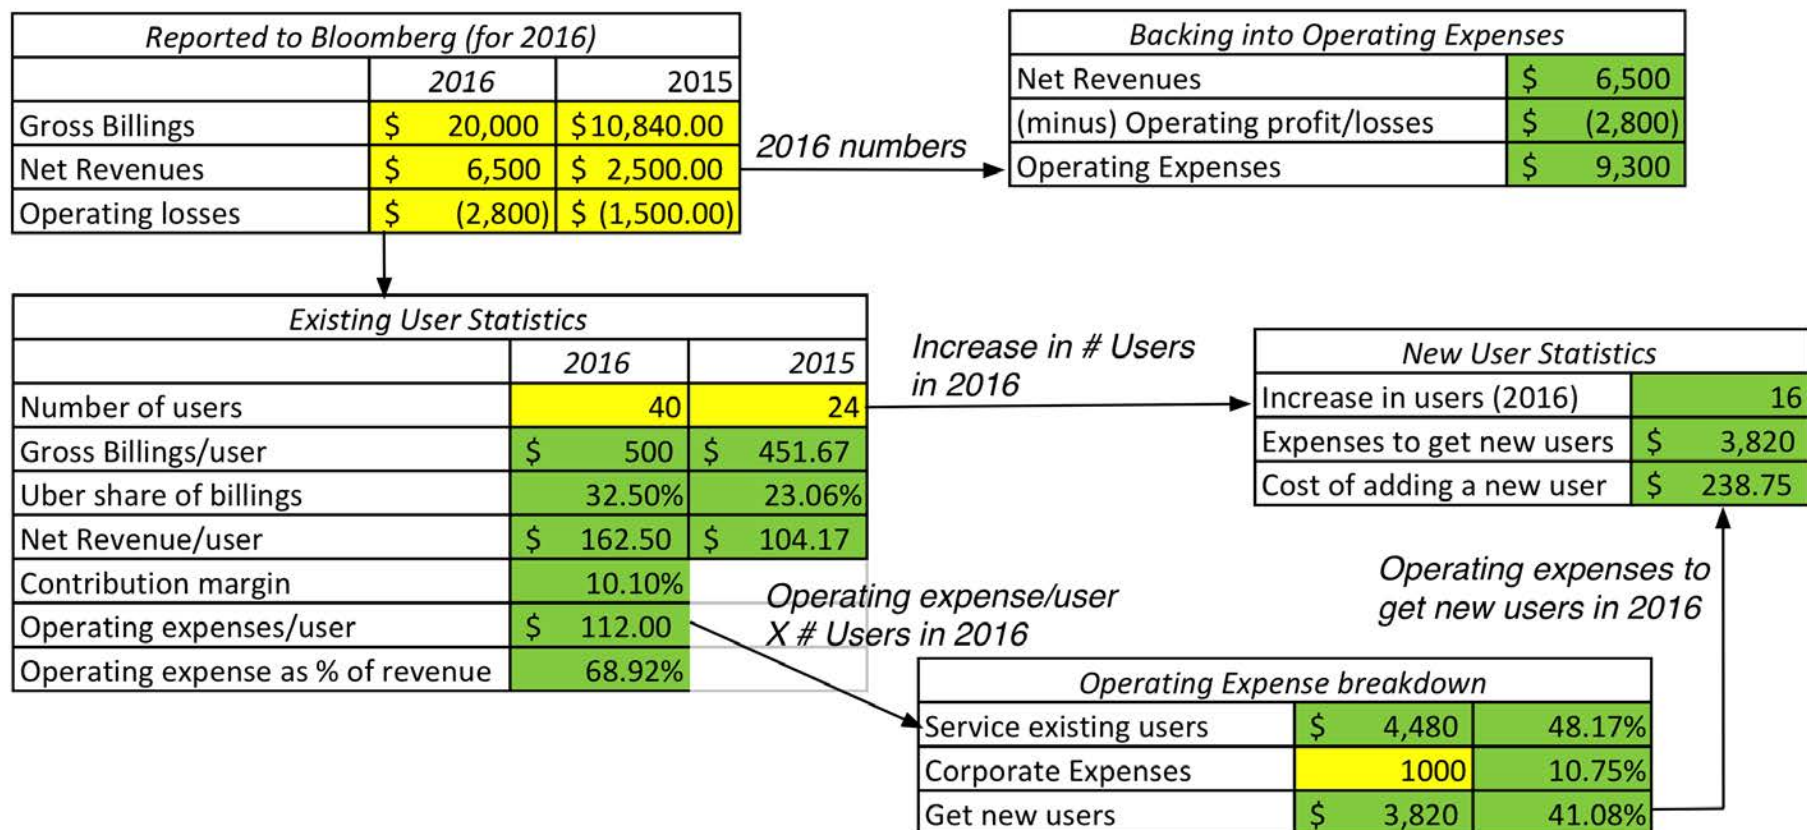 Reported to Bloomberg (for 2016)
2016 2015
Gross Billings $ 20,000 $10,840.00
Net Revenues $ 6,500 $ 2,500.00
Operating losses $ (2,800) $ (1,500.00)
2016 numbers
Backing into Operating Expenses
Net Revenues $ 6,500
(minus) Operating profit/losses $ (2,800)
Operating Expenses $ 9,300
Existing User Statistics
2016 2015
Number of users 40 24
Gross Billings/user $ 500 $ 451.67
Uber share of billings 32.50% 23.06%
Net Revenue/user $ 162.50 $ 104.17
Contribution margin 10.10%
Operating expenses/user $ 112.00
Operating expense as % of revenue 68.92%
Increase in # Users
in 2016
New User Statistics
Increase in users (2016) 16
Expenses to get new users $ 3,820
Cost of adding a new user $ 238.75
Operating expense/user
X # Users in 2016
Operating expenses to
get new users in 2016
Operating Expense breakdown
Service existing users $ 4,480 48.17%
Corporate Expenses 1000 10.75%
Get new users $ 3,820 41.08%